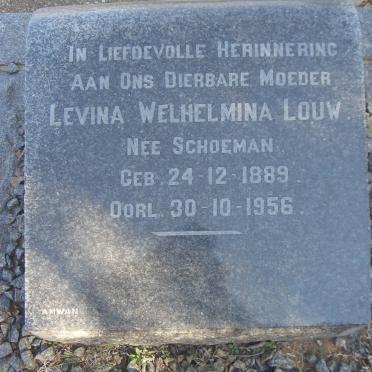 In Liefdevolle Herinnering
aan Ons Dierbare Moeder
Levina Welhelmina Louw.
Nee Schoeman.
Geb. 24-12-1889.
Oorl. 30-10-1956.
AMWON